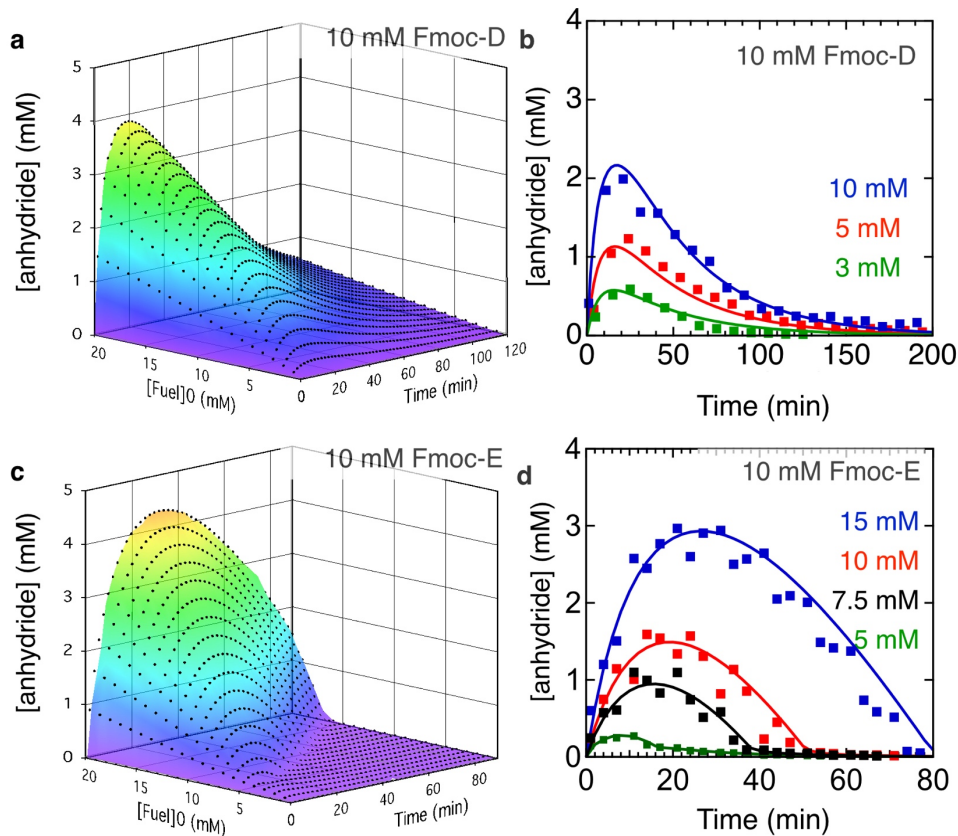 a
10 mM Fmoc-D
[anhydride] (mM)
5
4
3
2
1
0
20
15
10
5
0
[Fuel]0 (mM)
20
40
60
80
100
120
Time (min)
b
10 mM Fmoc-D
[anhydride] (mM)
4
3
2
1
0
10 mM
5 mM
3 mM
0 50 100 150 200
Time (min)
c
10 mM Fmoc-E
[anhydride] (mM)
5
4
3
2
1
0
20
15
10
5
0
[Fuel]0 (mM)
20
40
60
80
Time (min)
d
10 mM Fmoc-E
[anhydride] (mM)
4
3
2
1
0
15 mM
10 mM
7.5 mM
5 mM
0 20 40 60 80
Time (min)